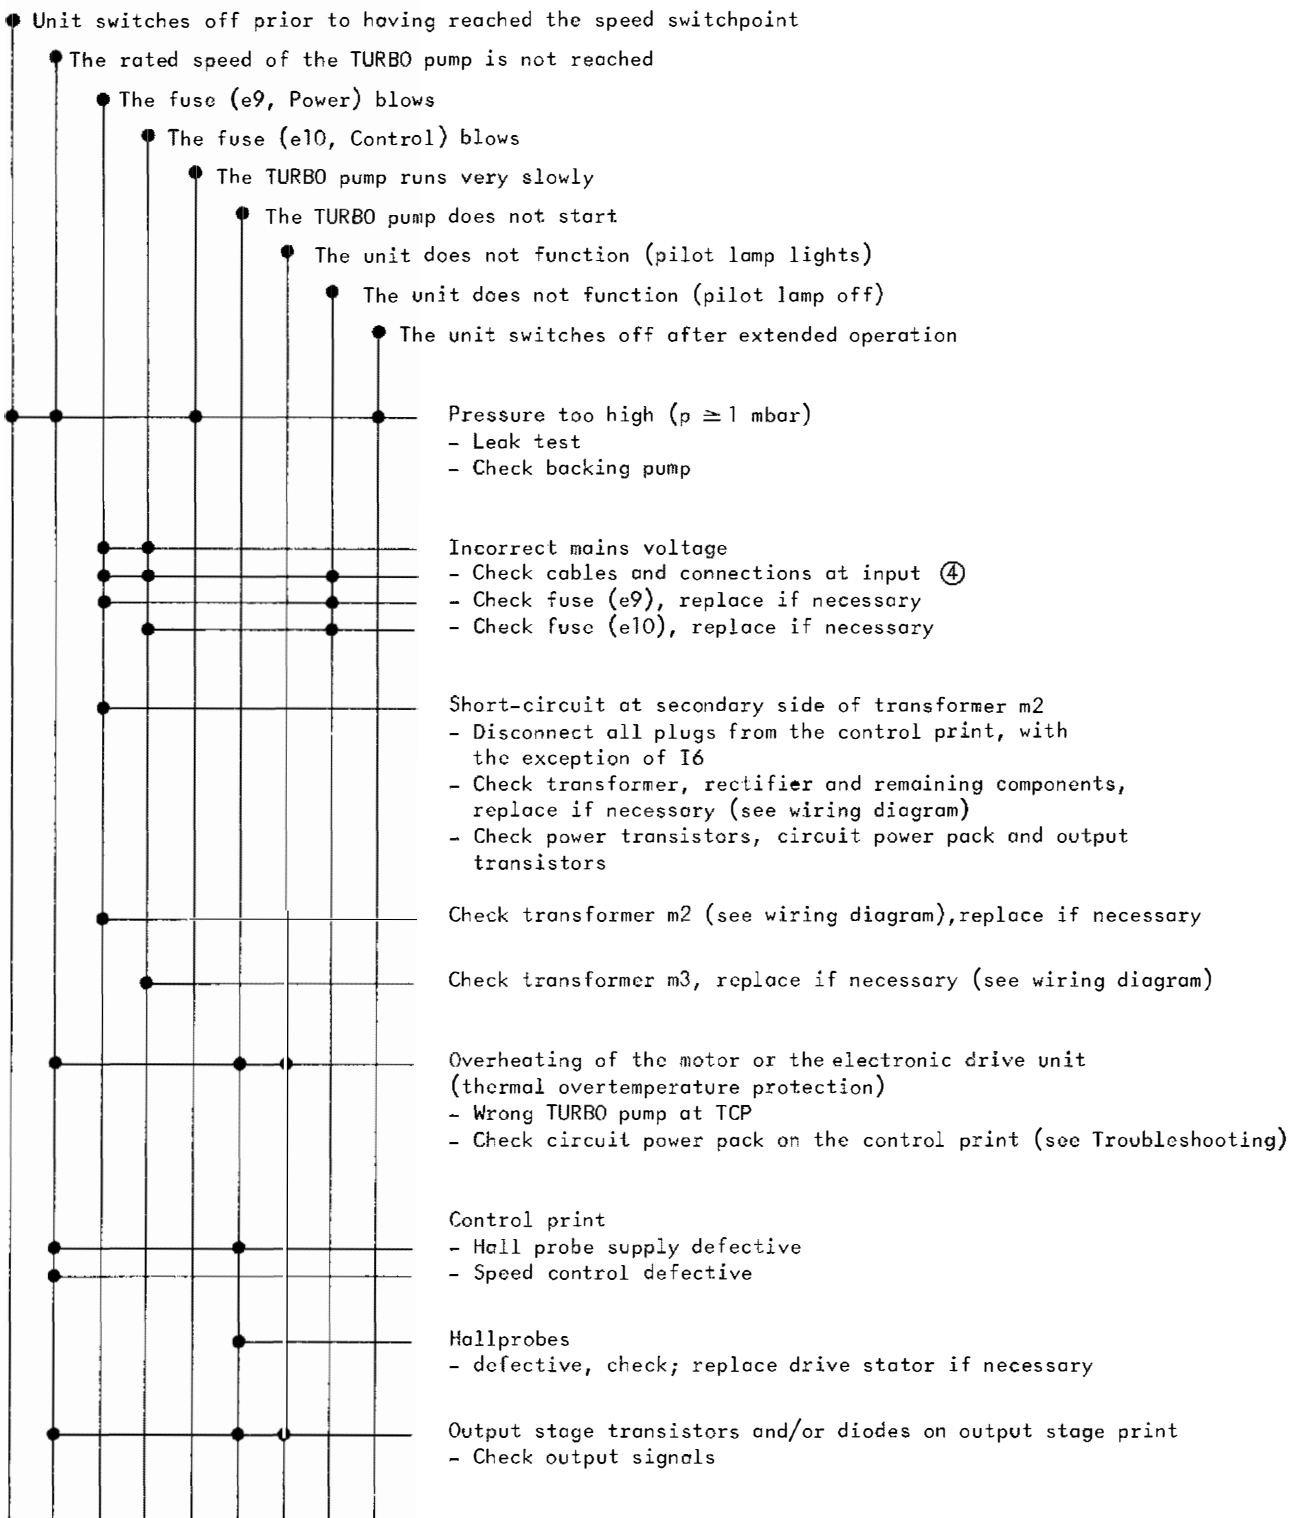 Unit switches off prior to having reached the speed switchpoint
The rated speed of the TURBO pump is not reached
The fuse (e9, Power) blows
The fuse (e10, Control) blows
The TURBO pump runs very slowly
The TURBO pump does not start
The unit does not function (pilot lamp lights)
The unit does not function (pilot lamp off)
The unit switches off after extended operation
Pressure too high (p ≧ 1 mbar)
- Leak test
- Check backing pump
Incorrect mains voltage
- Check cables and connections at input ④
- Check fuse (e9), replace if necessary
- Check fuse (e10), replace if necessary
Short-circuit at secondary side of transformer m2
- Disconnect all plugs from the control print, with
the exception of I6
- Check transformer, rectifier and remaining components,
replace if necessary (see wiring diagram)
- Check power transistors, circuit power pack and output
transistors
Check transformer m2 (see wiring diagram),replace if necessary
Check transformer m3, replace if necessary (see wiring diagram)
Overheating of the motor or the electronic drive unit
(thermal overtemperature protection)
- Wrong TURBO pump at TCP
- Check circuit power pack on the control print (see Troubleshooting)
Control print
- Hall probe supply defective
- Speed control defective
Hallprobes
- defective, check; replace drive stator if necessary
Output stage transistors and/or diodes on output stage print
- Check output signals